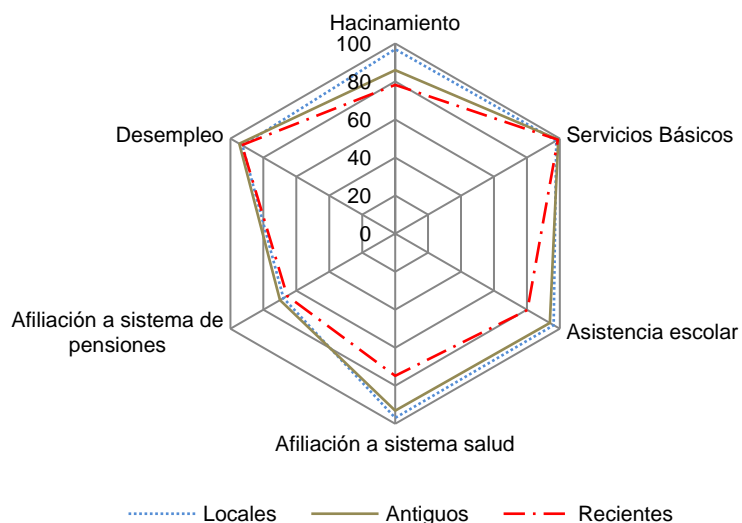 Hacinamiento
100
80
60
40
20
0
Desempleo
Servicios Básicos
Afiliación a sistema de
pensiones
Asistencia escolar
Afiliación a sistema salud
Locales
Antiguos
Recientes